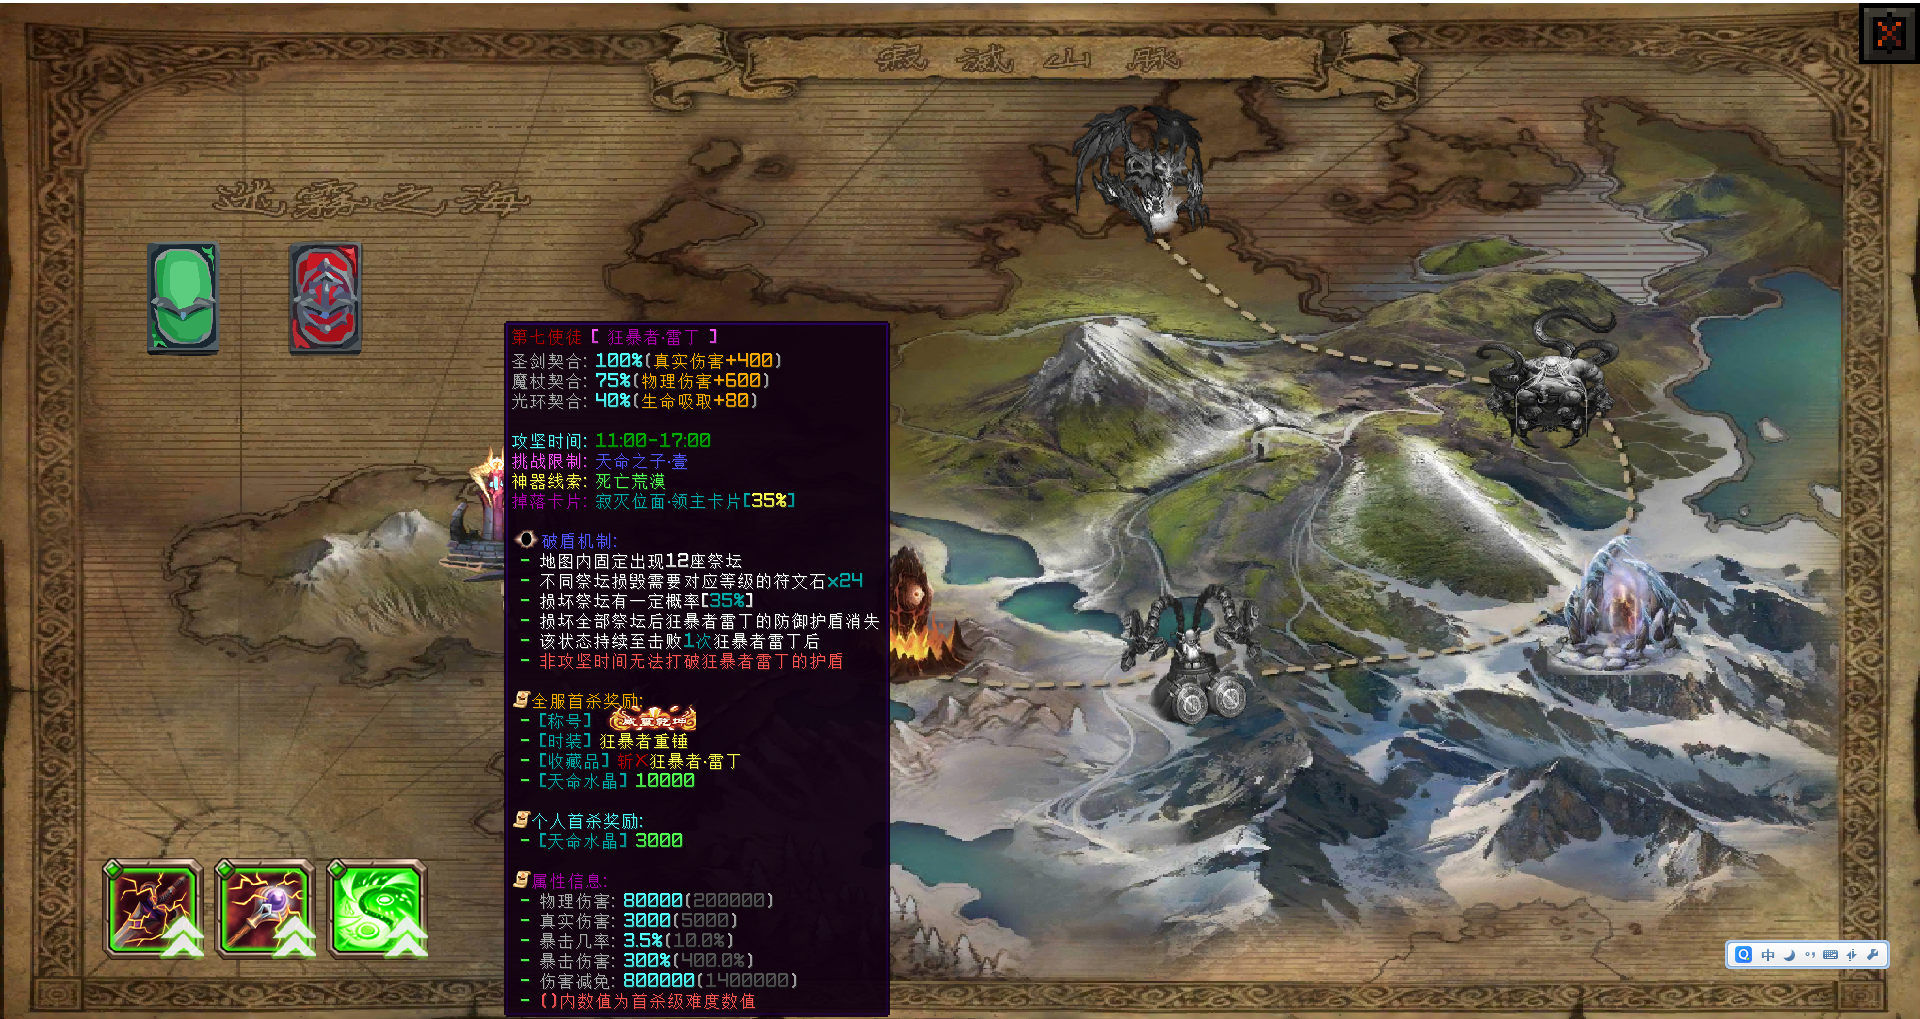 寂滅山脉
迷霧之海
第七使徒 [ 狂暴者·雷丁 ]
圣剑契合: 100%(真实伤害+400)
魔杖契合: 75%(物理伤害+600)
光环契合: 40%(生命吸取+80)
攻坚时间: 11:00-17:00
挑战限制: 天命之子·壹
神器线索: 死亡荒漠
掉落卡片: 寂灭位面·领主卡片[35%]
破盾机制:
- 地图内固定出现12座祭坛
- 不同祭坛损毁需要对应等级的符文石x24
- 损坏祭坛有一定概率[35%]
- 损坏全部祭坛后狂暴者雷丁的防御护盾消失
- 该状态持续至击败1次狂暴者雷丁后
- 非攻坚时间无法打破狂暴者雷丁的护盾
全服首杀奖励:
- [称号] 威震乾坤
- [时装] 狂暴者重锤
- [收藏品] 斩X狂暴者·雷丁
- [天命水晶] 10000
个人首杀奖励:
- [天命水晶] 3000
属性信息:
- 物理伤害: 80000(200000)
- 真实伤害: 3000(5000)
- 暴击几率: 3.5%(10.0%)
- 暴击伤害: 300%(400.0%)
- 伤害减免: 800000(1400000)
- ()内数值为首杀级难度数值
中